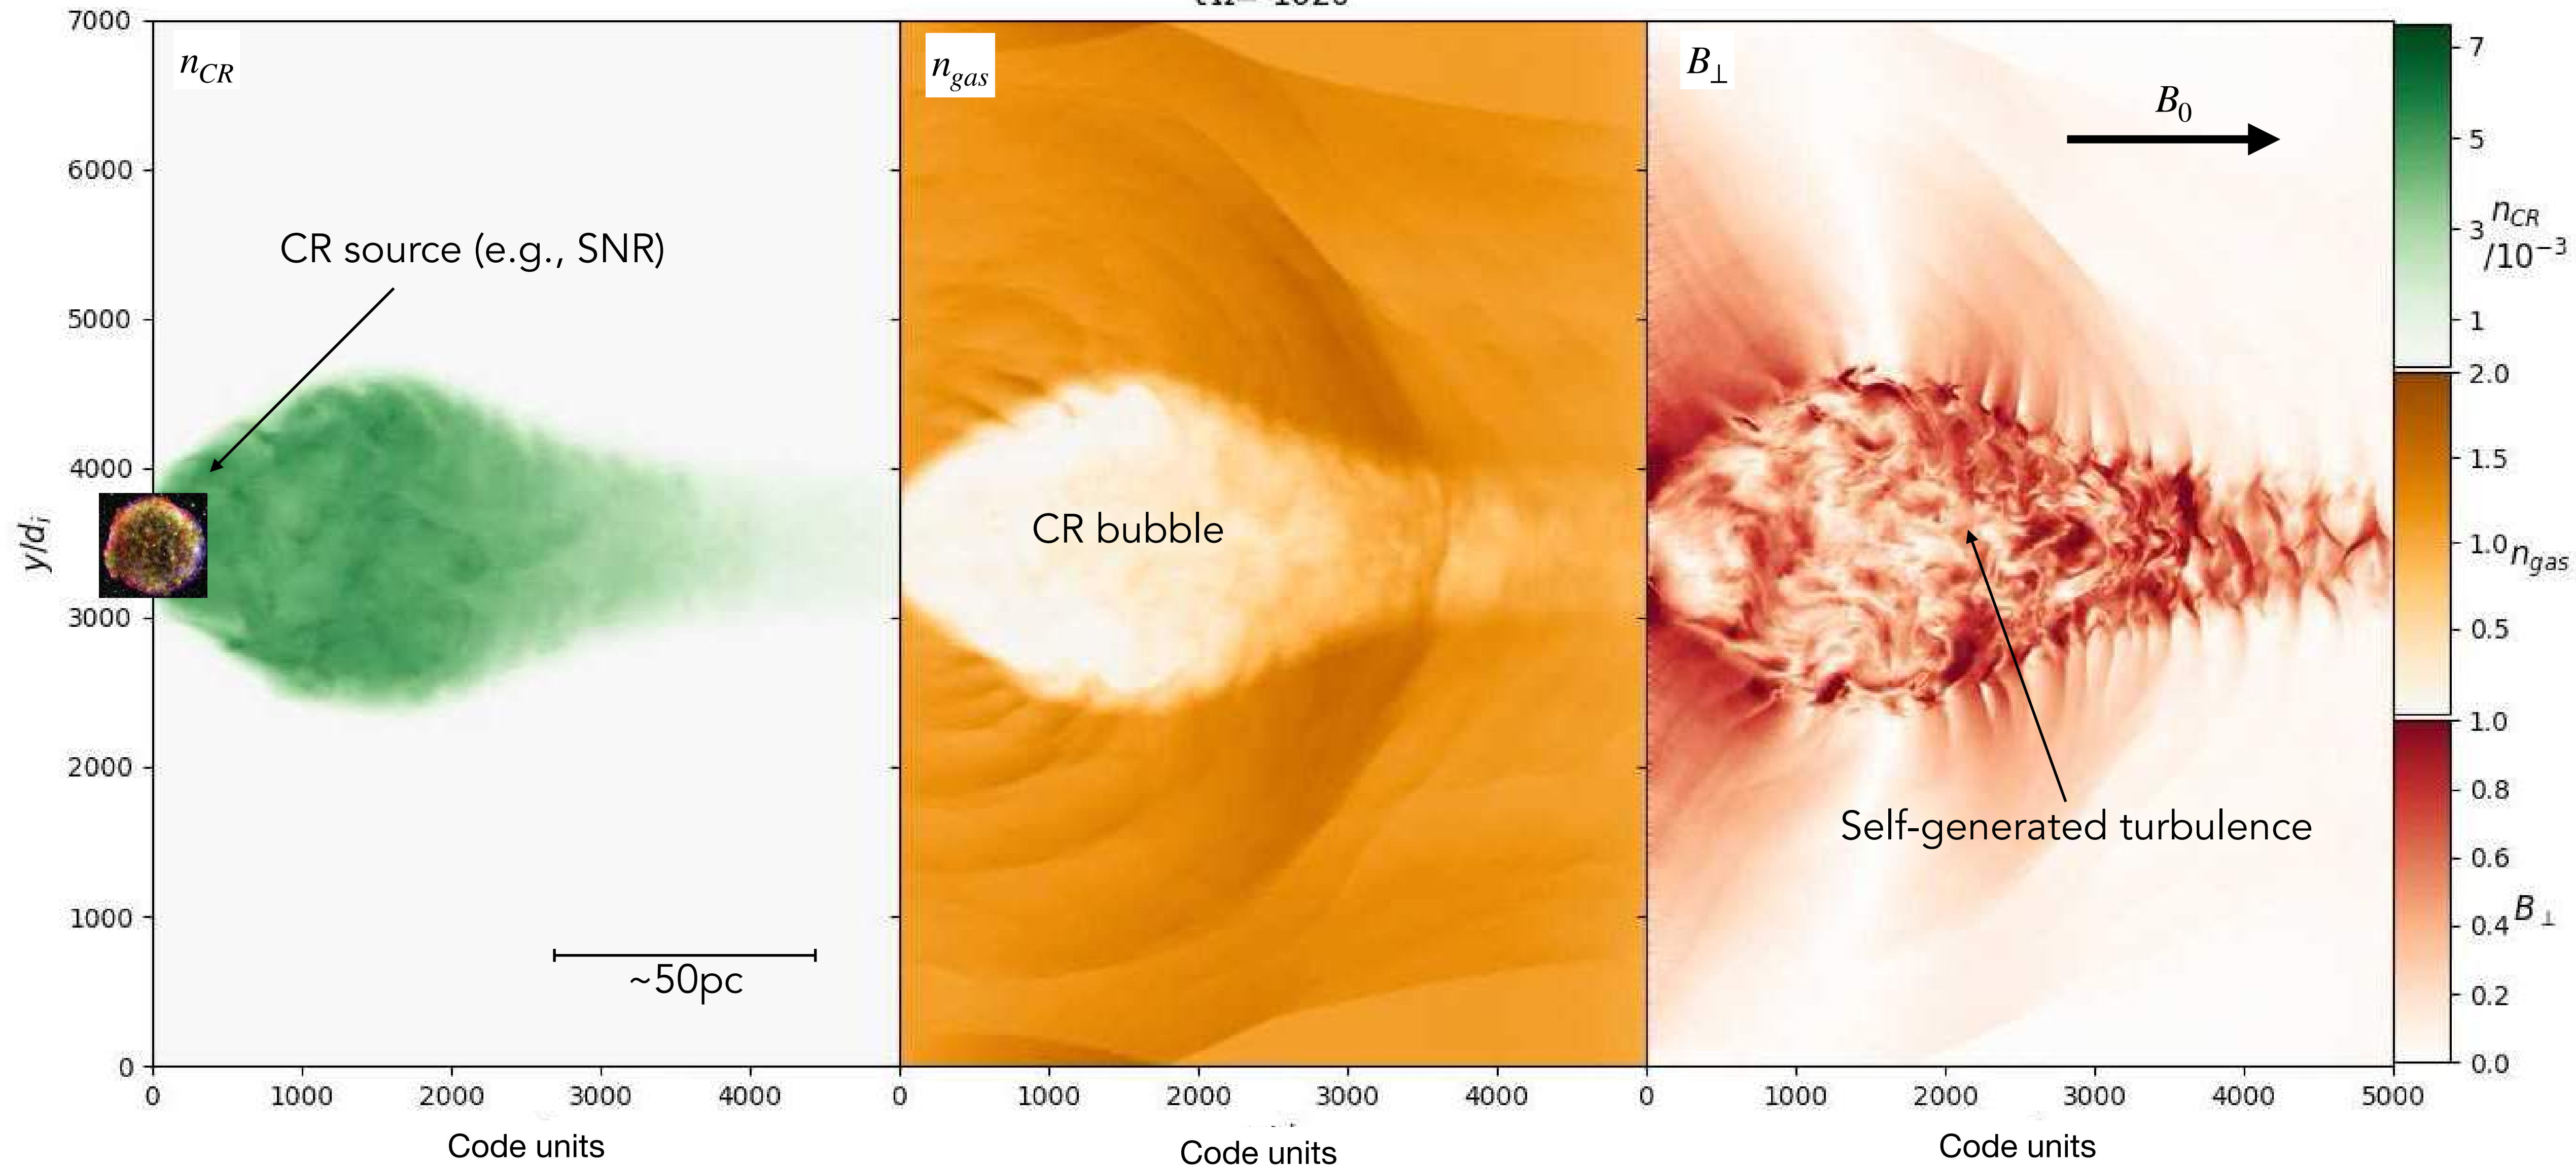 n_CR
n_gas
B_⊥
B_0
CR source (e.g., SNR)
CR bubble
Self-generated turbulence
~50pc
y/d_i
7000
6000
5000
4000
3000
2000
1000
0
0 1000 2000 3000 4000
0 1000 2000 3000 4000
0 1000 2000 3000 4000 5000
Code units
Code units
Code units
7
5
3
1
n_CR
/10^{-3}
2.0
1.5
1.0
0.5
n_gas
1.0
0.8
0.6
0.4
0.2
0.0
B_⊥